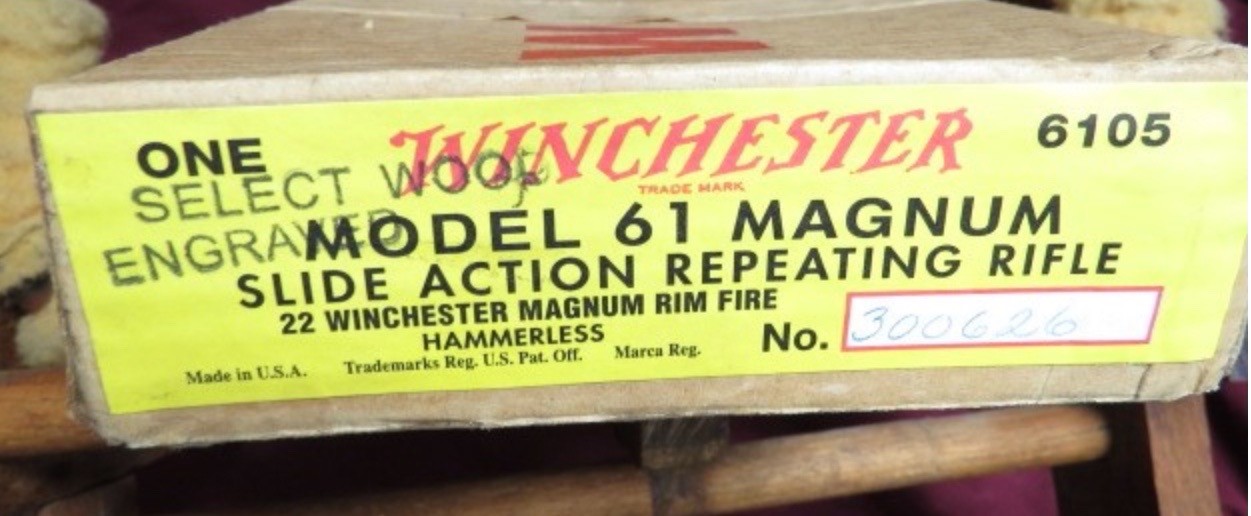 W
ONE WINCHESTER 6105
SELECT WOOD
TRADE MARK
ENGRAVED
MODEL 61 MAGNUM
SLIDE ACTION REPEATING RIFLE
22 WINCHESTER MAGNUM RIM FIRE
HAMMERLESS
No. 300626
Made in U.S.A. Trademarks Reg. U.S. Pat. Off. Marca Reg.